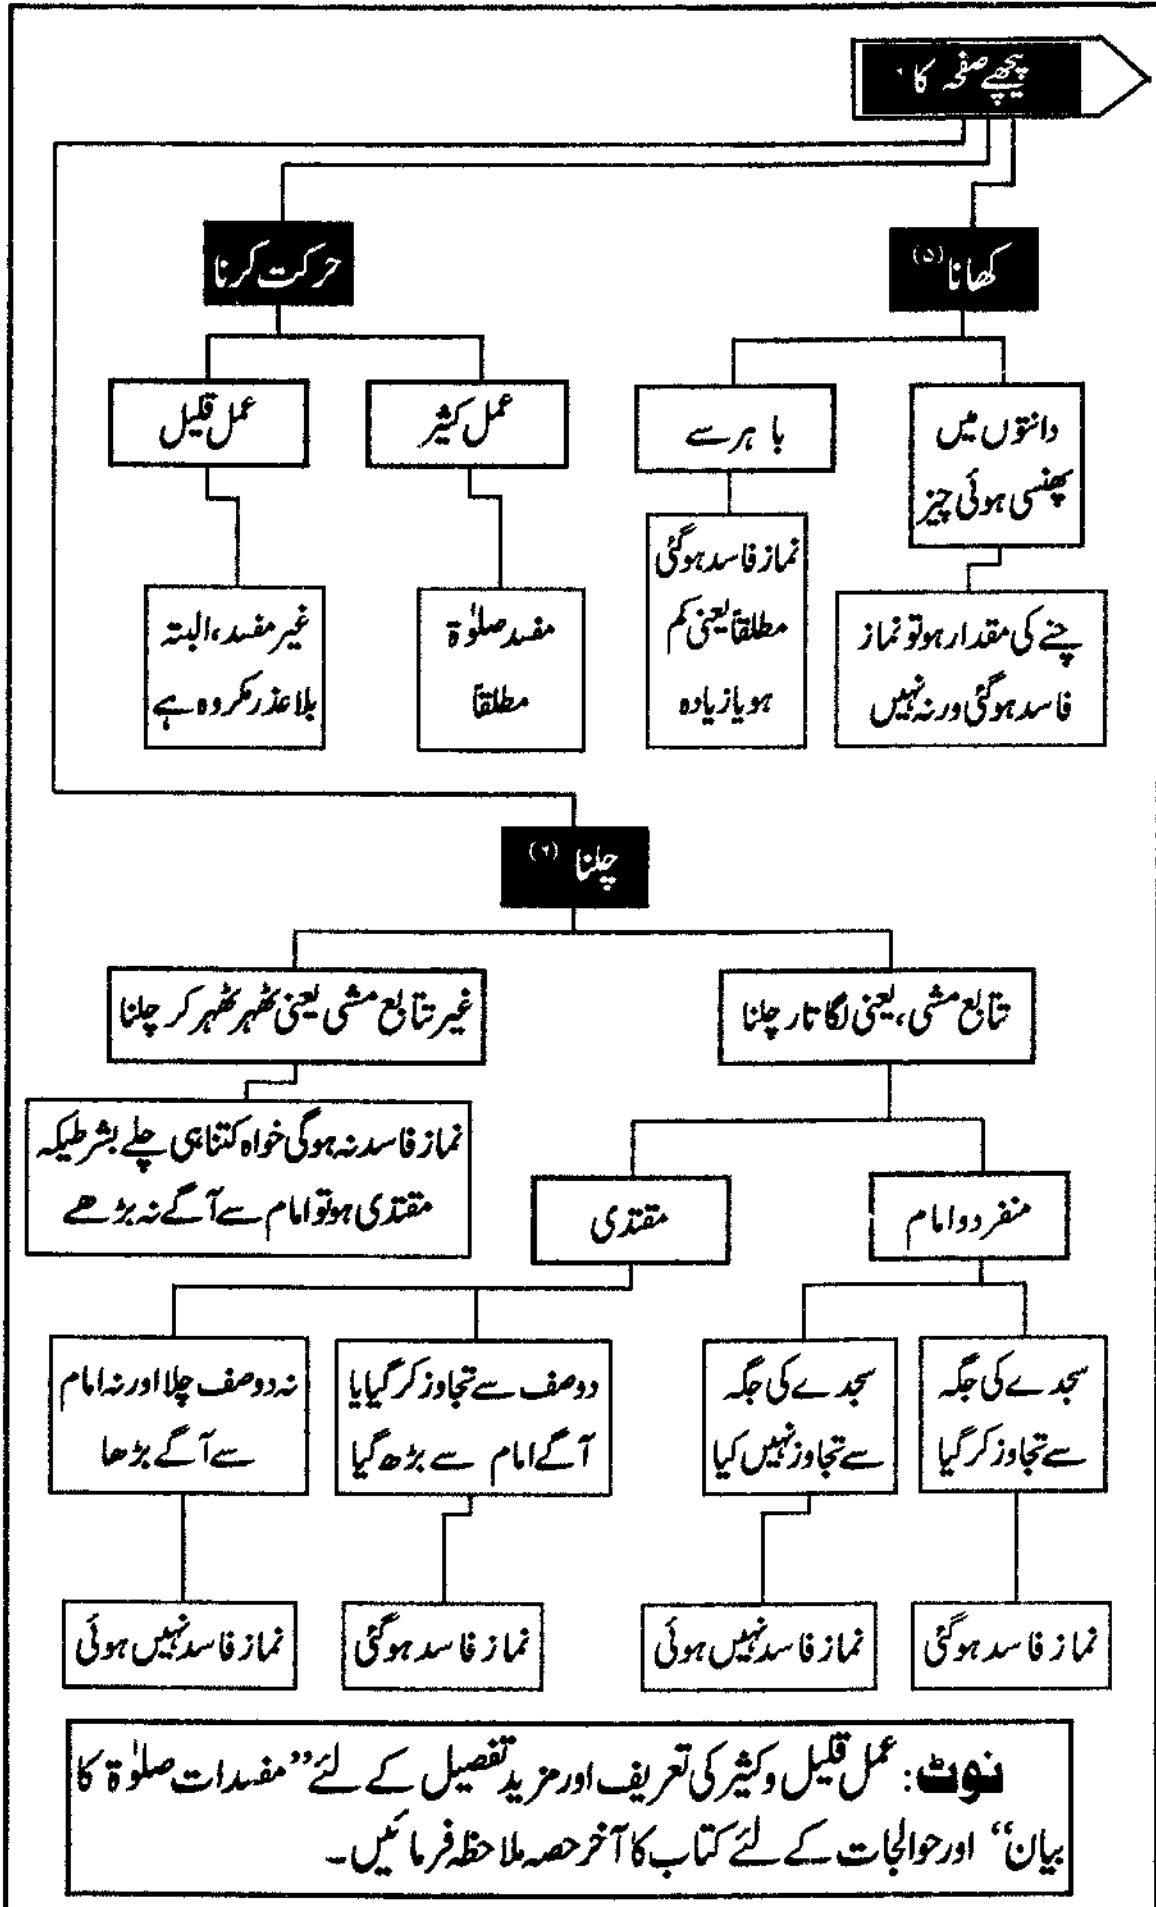 پیچھے صفحہ کا
کھانا (۵)
حرکت کرنا
دانتوں میں
پھنسی ہوئی چیز
با ہر سے
عمل کثیر
عمل قلیل
چنے کی مقدار ہو تو نماز
فاسد ہوگئی ورنہ نہیں
نماز فاسد ہوگئی
مطلقاً یعنی کم
ہو یا زیادہ
مفسد صلوٰۃ
مطلقاً
غیر مفسد، البتہ
بلا عذر مکروہ ہے
چلنا (۶)
تتابع مشی، یعنی لگا تار چلنا
غیر تتابع مشی یعنی ٹھہر ٹھہر کر چلنا
نماز فاسد نہ ہوگی خواہ کتنا ہی چلے بشرطیکہ
مقتدی ہو تو امام سے آگے نہ بڑھے
منفرد و امام
مقتدی
سجدے کی جگہ
سے تجاوز کر گیا
سجدے کی جگہ
سے تجاوز نہیں کیا
دو صف سے تجاوز کر گیا یا
آگے امام سے بڑھ گیا
نہ دو صف چلا اور نہ امام
سے آگے بڑھا
نماز فاسد ہوگئی
نماز فاسد نہیں ہوئی
نماز فاسد ہوگئی
نماز فاسد نہیں ہوئی
نوٹ: عمل قلیل و کثیر کی تعریف اور مزید تفصیل کے لئے ”مفسدات صلوٰۃ کا
بیان“ اور حوالجات کے لئے کتاب کا آخر حصہ ملاحظہ فرمائیں۔